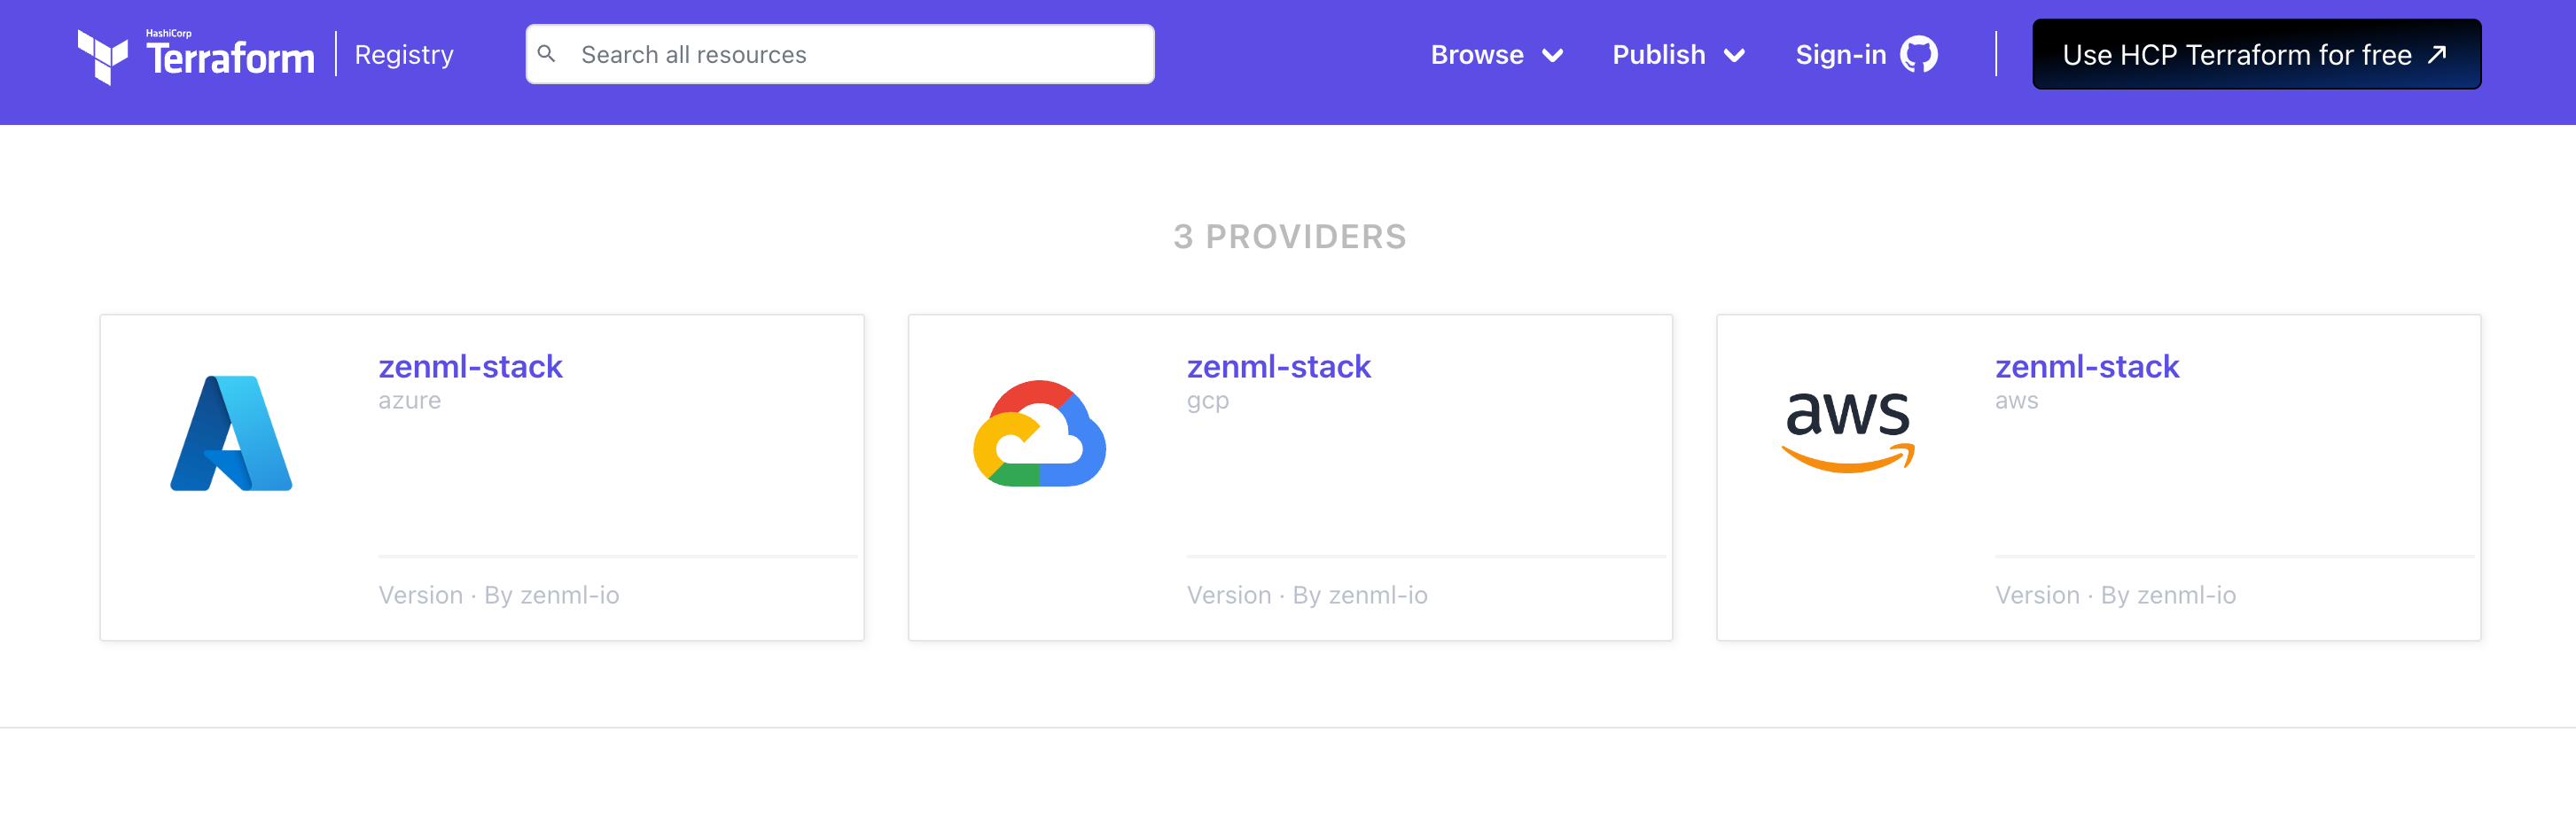 HashiCorp
Terraform
Registry
Search all resources
Browse
Publish
Sign-in
Use HCP Terraform for free
3 PROVIDERS
zenml-stack
azure
Version · By zenml-io
zenml-stack
gcp
Version · By zenml-io
aws
zenml-stack
aws
Version · By zenml-io